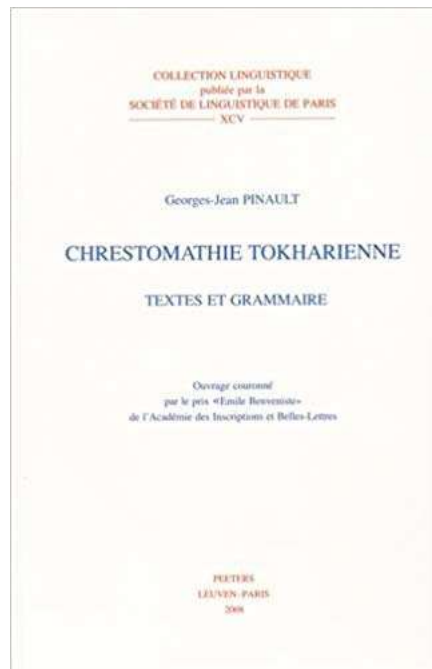 COLLECTION LINGUISTIQUE
publiée par la
SOCIÉTÉ DE LINGUISTIQUE DE PARIS
XCV
Georges-Jean PINAULT
CHRESTOMATHIE TOKHARIENNE
TEXTES ET GRAMMAIRE
Ouvrage couronné
par le prix «Emile Benveniste»
de l'Académie des Inscriptions et Belles-Lettres
PEETERS
LEUVEN-PARIS
2008